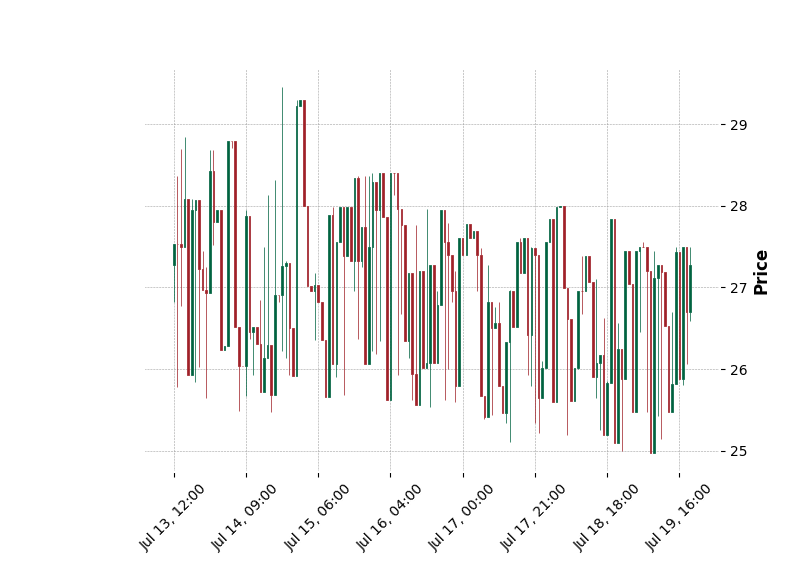 29
28
27
26
25
Price
Jul 13, 12:00
Jul 14, 09:00
Jul 15, 06:00
Jul 16, 04:00
Jul 17, 00:00
Jul 17, 21:00
Jul 18, 18:00
Jul 19, 16:00